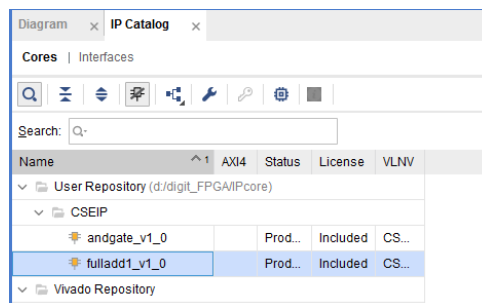 Diagram × IP Catalog ×
Cores | Interfaces
Search: Q-
Name ^ 1 AXI4 Status License VLNV
User Repository (d:/digit_FPGA/IPcore)
CSEIP
andgate_v1_0 Prod... Included CS...
fulladd1_v1_0 Prod... Included CS...
Vivado Repository